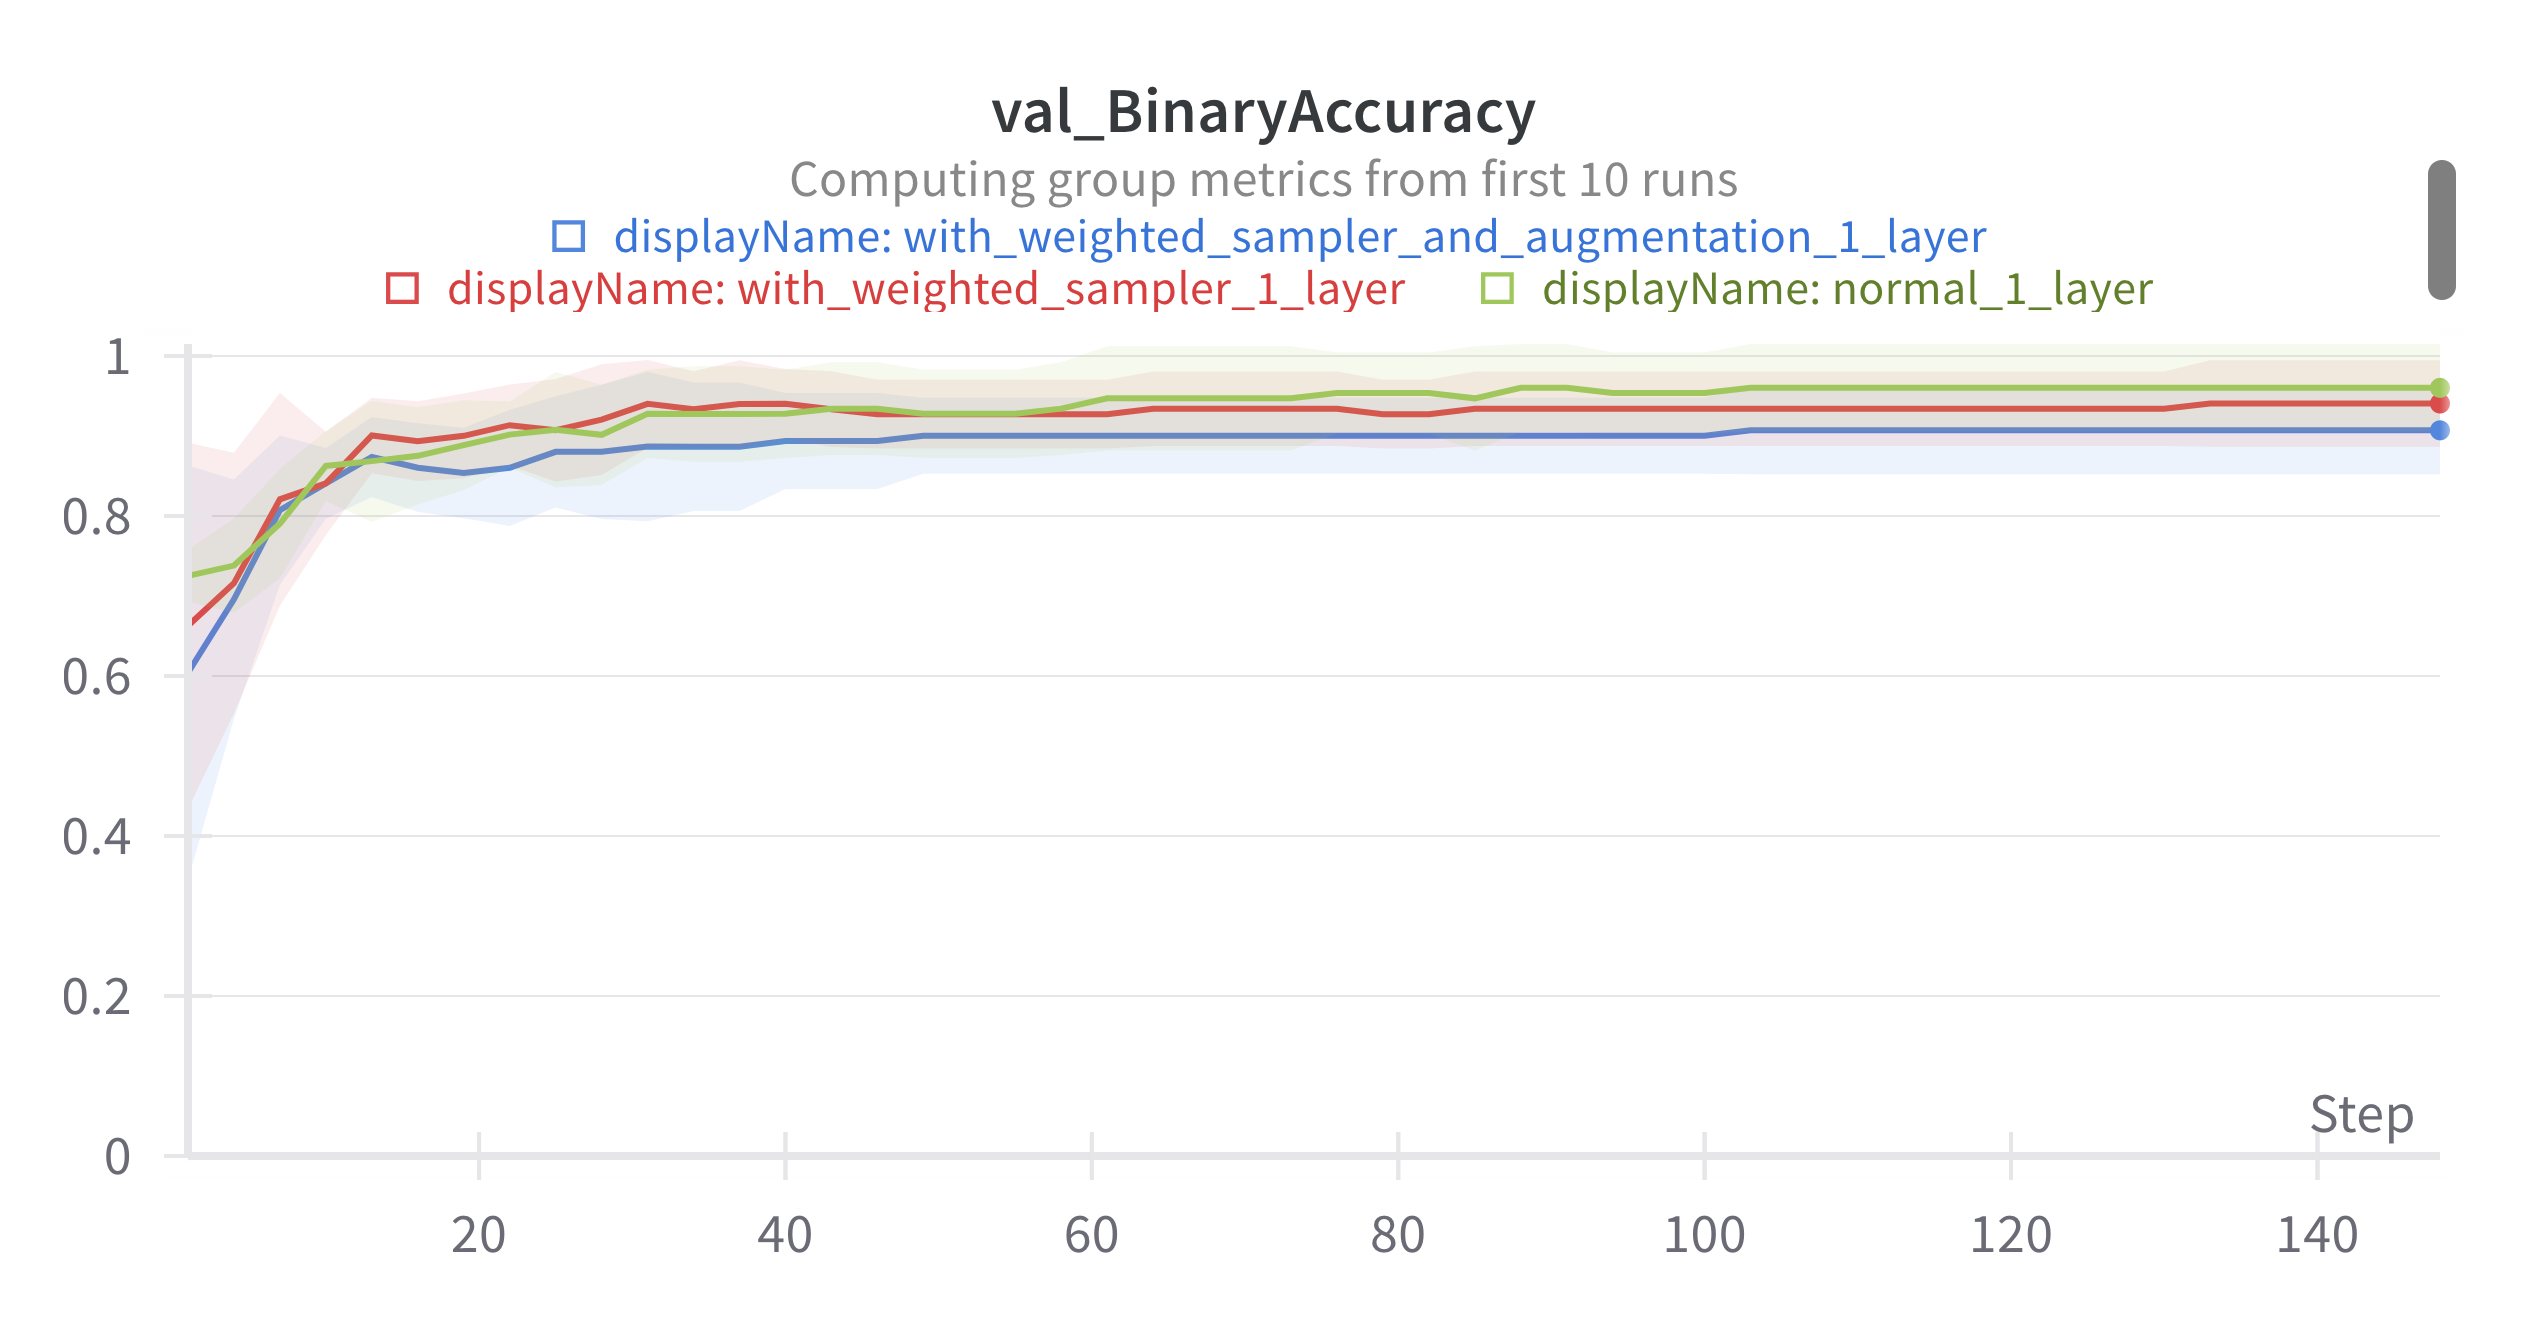 val_BinaryAccuracy
Computing group metrics from first 10 runs
displayName: with_weighted_sampler_and_augmentation_1_layer
displayName: with_weighted_sampler_1_layer displayName: normal_1_layer
1
0.8
0.6
0.4
0.2
0
Step
20 40 60 80 100 120 140